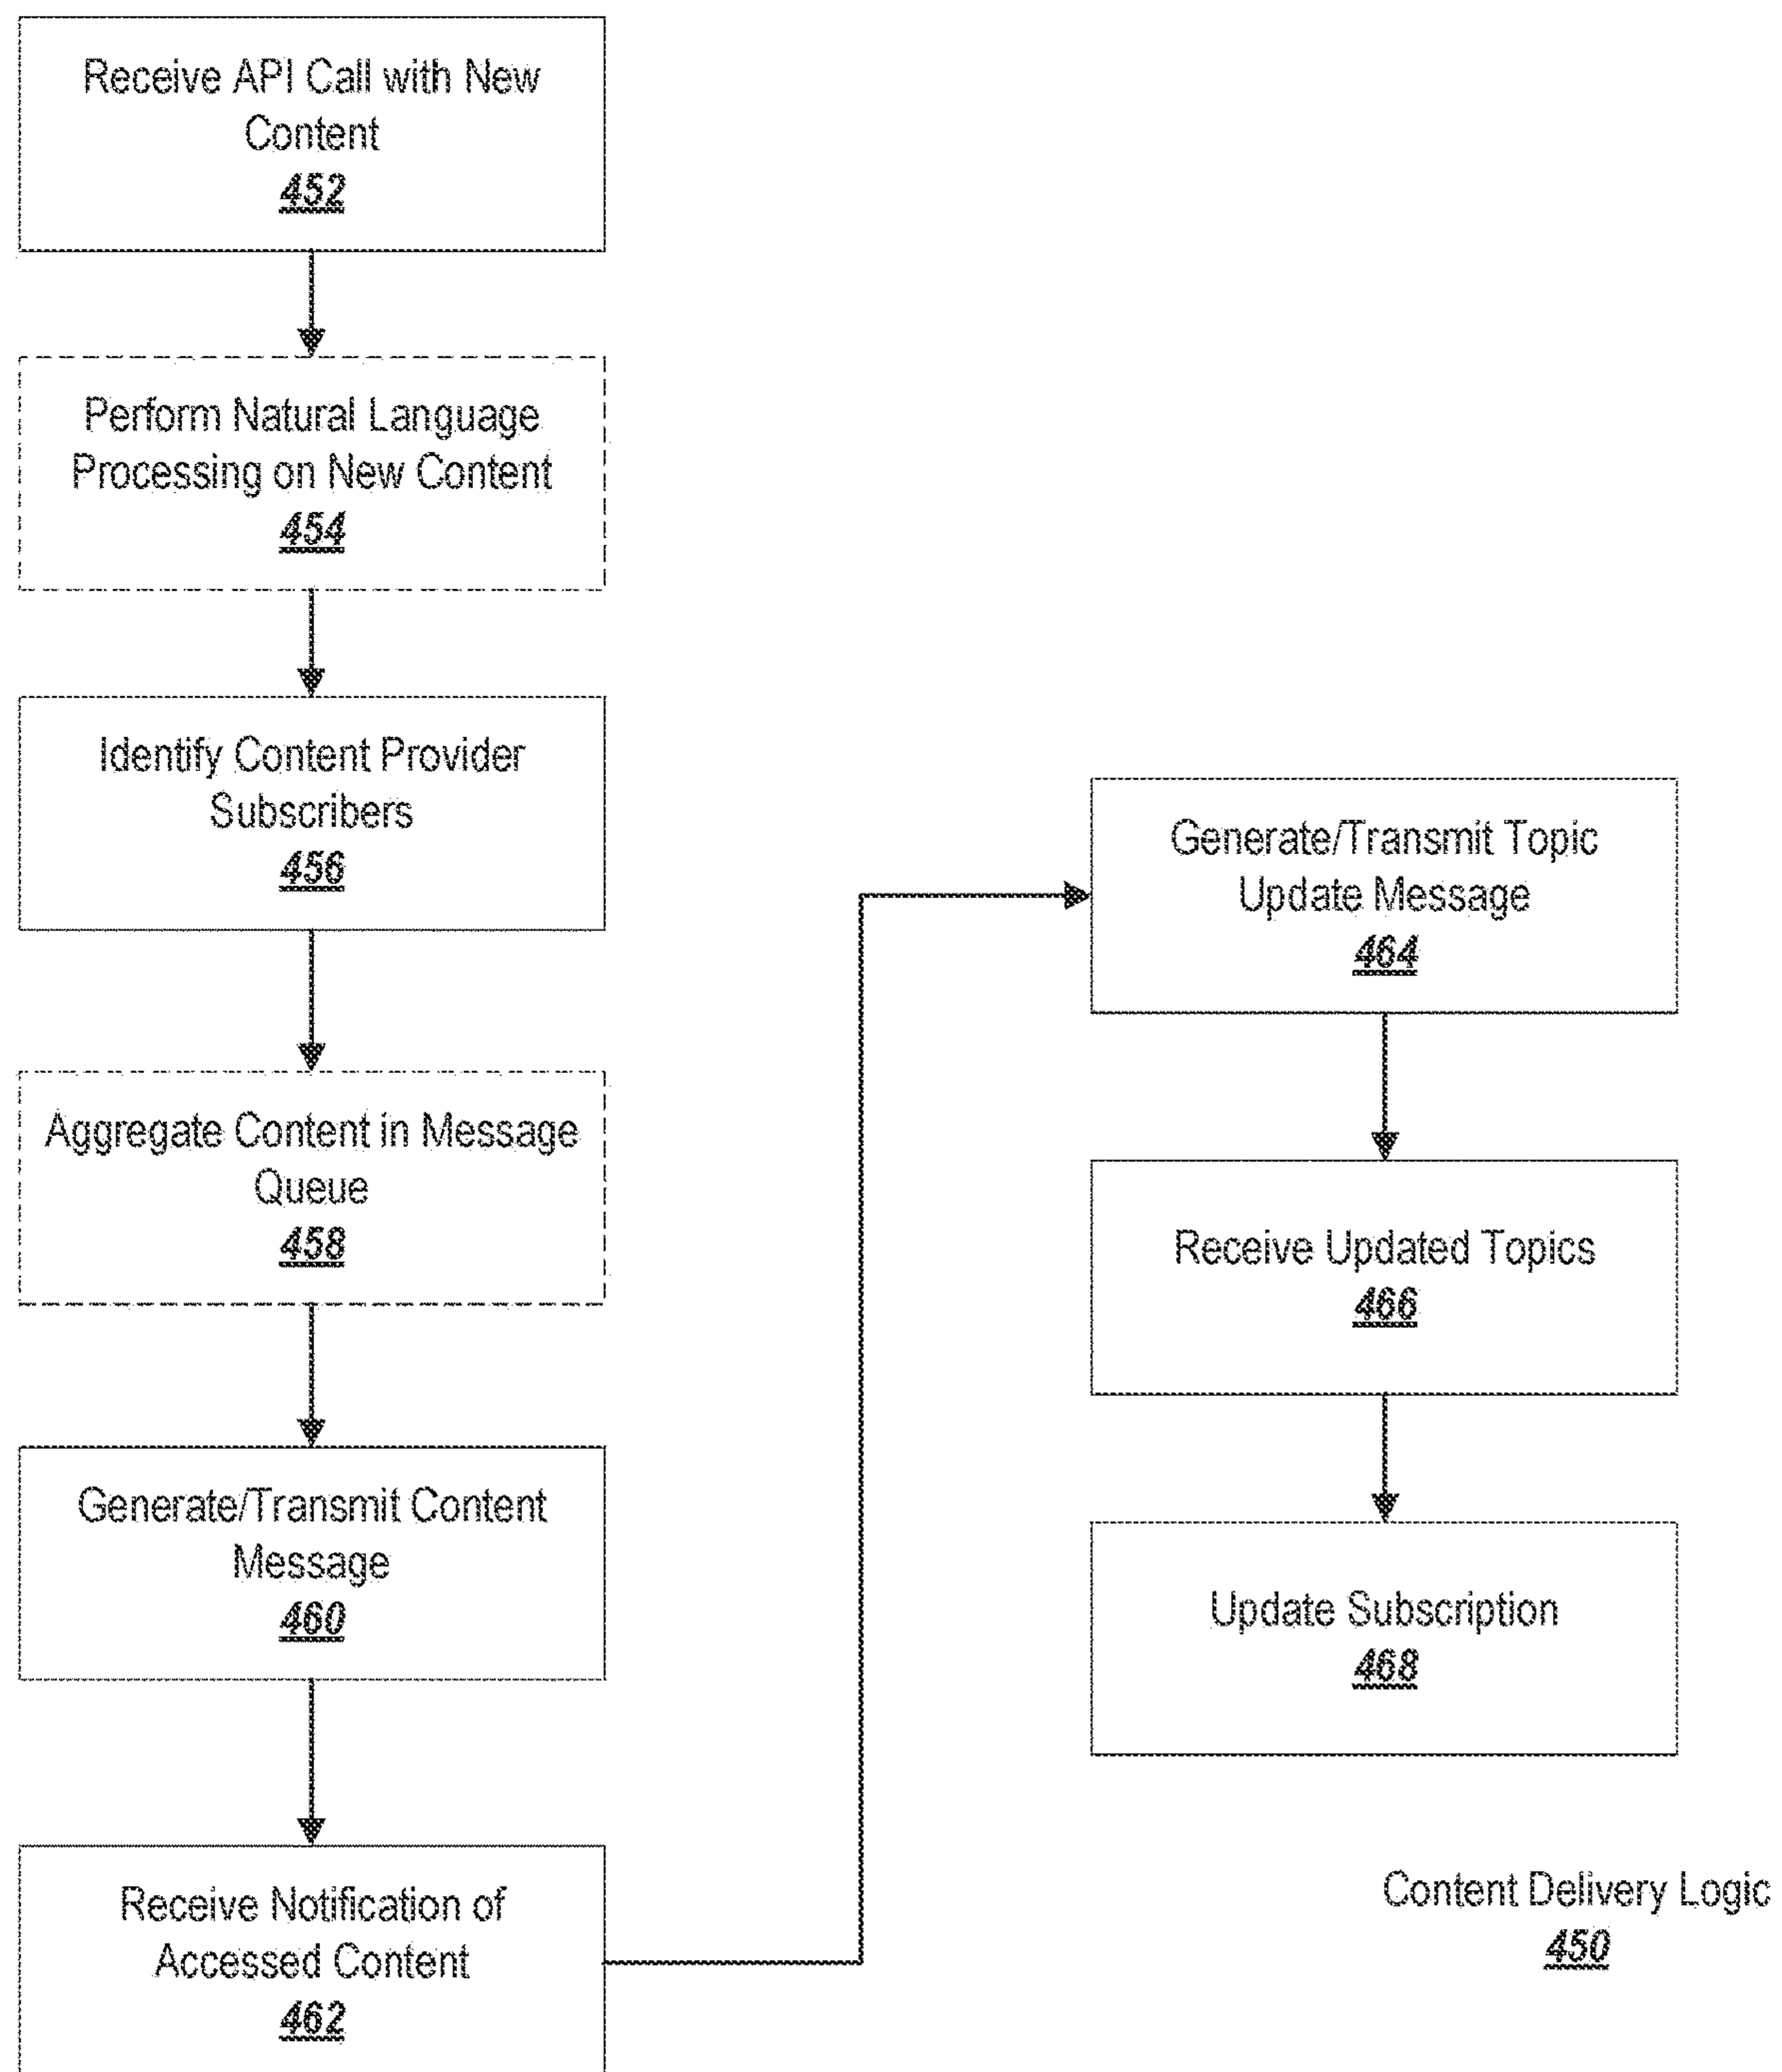 Receive API Call with New
Content
452
Perform Natural Language
Processing on New Content
454
Identify Content Provider
Subscribers
456
Aggregate Content in Message
Queue
458
Generate/Transmit Content
Message
460
Receive Notification of
Accessed Content
462
Generate/Transmit Topic
Update Message
464
Receive Updated Topics
466
Update Subscription
468
Content Delivery Logic
450